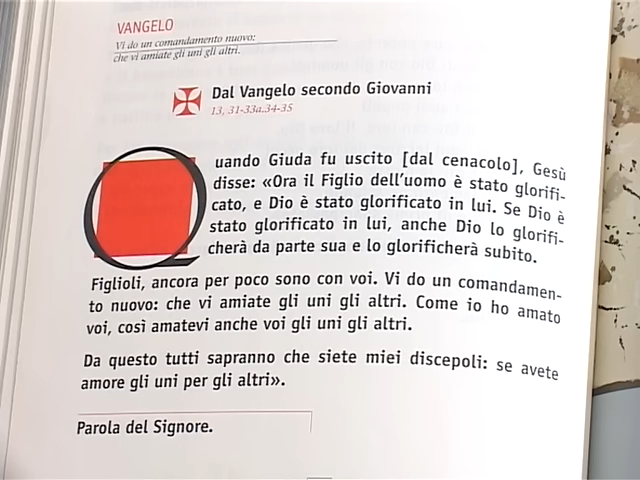 VANGELO
Vi do un comandamento nuovo:
che vi amiate gli uni gli altri.
Dal Vangelo secondo Giovanni
13, 31-33a.34-35
Quando Giuda fu uscito [dal cenacolo], Gesù
disse: «Ora il Figlio dell'uomo è stato glorifi-
cato, e Dio è stato glorificato in lui. Se Dio è
stato glorificato in lui, anche Dio lo glorifi-
cherà da parte sua e lo glorificherà subito.
Figlioli, ancora per poco sono con voi. Vi do un comandamen-
to nuovo: che vi amiate gli uni gli altri. Come io ho amato
voi, così amatevi anche voi gli uni gli altri.
Da questo tutti sapranno che siete miei discepoli: se avete
amore gli uni per gli altri».
Parola del Signore.